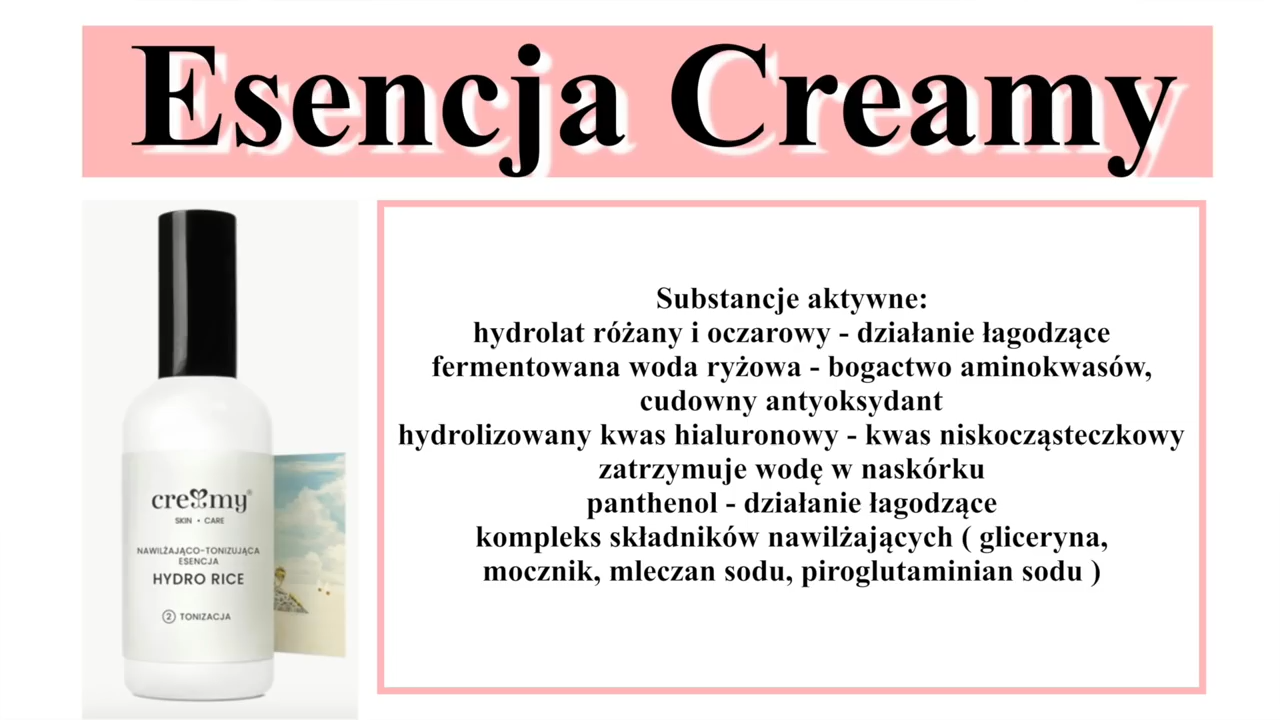 Esencja Creamy
creamy®
SKIN • CARE
NAWILŻAJĄCO-TONIZUJĄCA
ESENCJA
HYDRO RICE
2 TONIZACJA
Substancje aktywne:
hydrolat różany i oczarowy - działanie łagodzące
fermentowana woda ryżowa - bogactwo aminokwasów,
cudowny antyoksydant
hydrolizowany kwas hialuronowy - kwas niskocząsteczkowy
zatrzymuje wodę w naskórku
panthenol - działanie łagodzące
kompleks składników nawilżających ( gliceryna,
mocznik, mleczan sodu, piroglutaminian sodu )